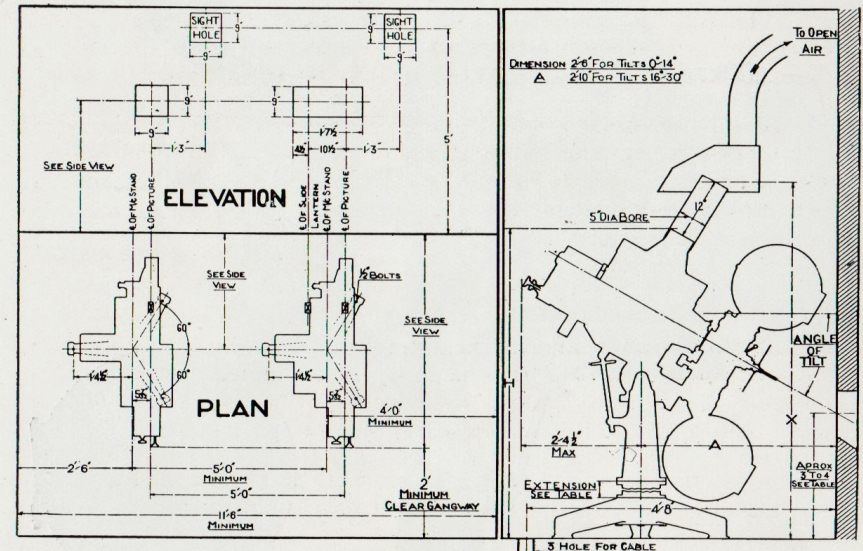 SIGHT
HOLE
9"
9"
SIGHT
HOLE
9"
9"
9"
9"
9"
9"
1'·7½"
4½"
10½"
1'·3"
1'·3"
5'
SEE SIDE VIEW
ELEVATION
℄ OF M/C STAND
℄ OF PICTURE
℄ OF SLIDE
LANTERN
℄ OF M/C STAND
℄ OF PICTURE
SEE SIDE
VIEW
½" BOLTS
SEE SIDE
VIEW
60°
60°
1'·4½"
1'·4½"
5½"
5½"
PLAN
4'·0"
MINIMUM
2'·6"
5'·0"
MINIMUM
5'·0"
2'
MINIMUM
CLEAR GANGWAY
11'·6"
MINIMUM
DIMENSION 2'·8" FOR TILTS 0°-14°
A 2'·10" FOR TILTS 16°-30°
TO OPEN
AIR
12"
5" DIA BORE
ANGLE
OF
TILT
X
A
2'·4½"
MAX
EXTENSION
SEE TABLE
4'·8"
APROX
3' TO 4'
SEE TABLE
3" HOLE FOR CABLE